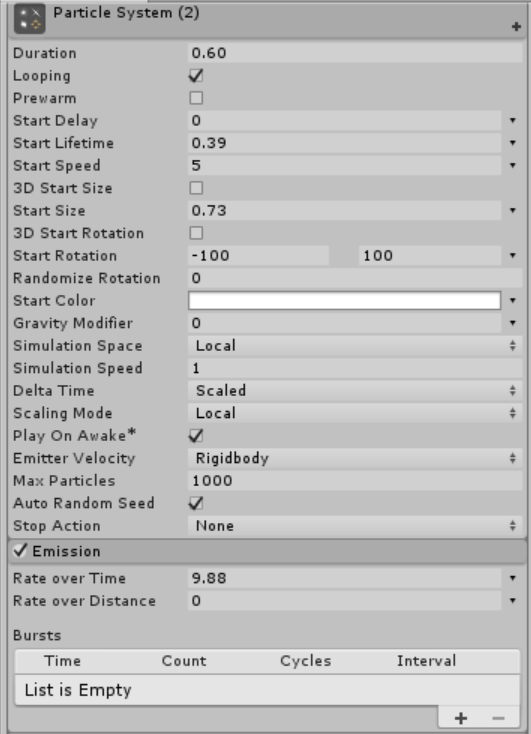 Particle System (2)
Duration 0.60
Looping
Prewarm
Start Delay 0
Start Lifetime 0.39
Start Speed 5
3D Start Size
Start Size 0.73
3D Start Rotation
Start Rotation -100 100
Randomize Rotation 0
Start Color
Gravity Modifier 0
Simulation Space Local
Simulation Speed 1
Delta Time Scaled
Scaling Mode Local
Play On Awake*
Emitter Velocity Rigidbody
Max Particles 1000
Auto Random Seed
Stop Action None
Emission
Rate over Time 9.88
Rate over Distance 0
Bursts
Time Count Cycles Interval
List is Empty